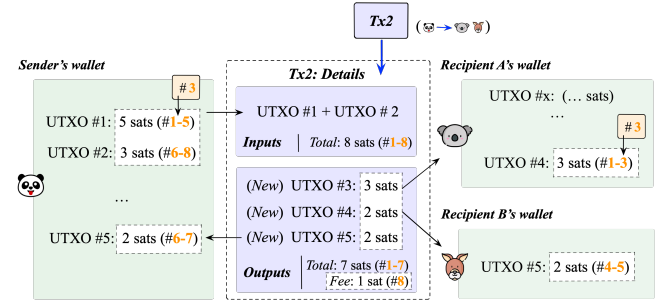 Tx2
Sender's wallet
# 3
UTXO #1: 5 sats (#1-5)
UTXO #2: 3 sats (#6-8)
...
UTXO #5: 2 sats (#6-7)
Tx2: Details
UTXO #1 + UTXO # 2
Inputs | Total: 8 sats (#1-8)
(New) UTXO #3: 3 sats
(New) UTXO #4: 2 sats
(New) UTXO #5: 2 sats
Outputs | Total: 7 sats (#1-7)
Fee: 1 sat (#8)
Recipient A's wallet
UTXO #x: (... sats)
...
# 3
UTXO #4: 3 sats (#1-3)
Recipient B's wallet
UTXO #5: 2 sats (#4-5)